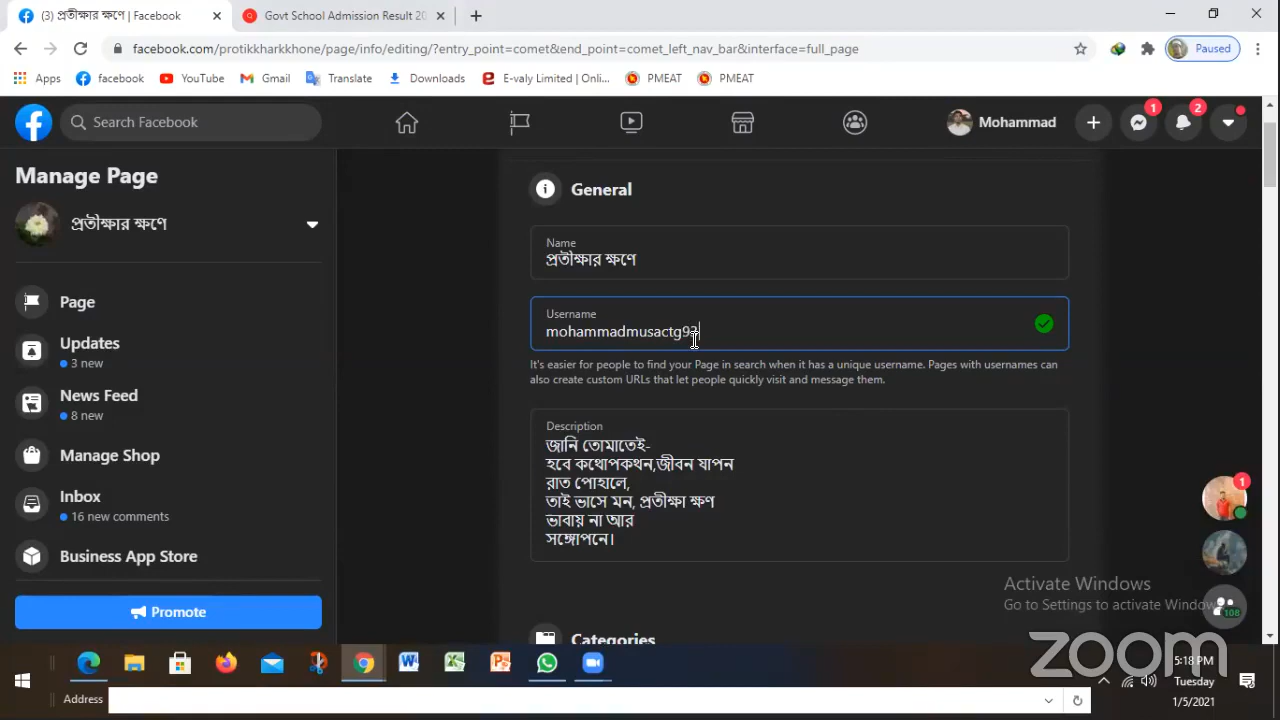 (3) প্রতীক্ষার ক্ষণে | Facebook
Govt School Admission Result 20
facebook.com/protikkharkkhone/page/info/editing/?entry_point=comet&end_point=comet_left_nav_bar&interface=full_page
Paused
Apps
facebook
YouTube
Gmail
Translate
Downloads
E-valy Limited | Onli...
PMEAT
PMEAT
Search Facebook
Mohammad
1
2
Manage Page
প্রতীক্ষার ক্ষণে
Page
Updates
3 new
News Feed
8 new
Manage Shop
Inbox
16 new comments
Business App Store
Promote
General
Name
প্রতীক্ষার ক্ষণে
Username
mohammadmusactg93
It's easier for people to find your Page in search when it has a unique username. Pages with usernames can
also create custom URLs that let people quickly visit and message them.
Description
জানি তোমাতেই-
হবে কথোপকথন,জীবন যাপন
রাত পোহালে,
তাই ভাসে মন, প্রতীক্ষা ক্ষণ
ভাবায় না আর
সঙ্গোপনে।
Categories
1
108
Activate Windows
Go to Settings to activate Windows
zoom
5:18 PM
Tuesday
1/5/2021
Address